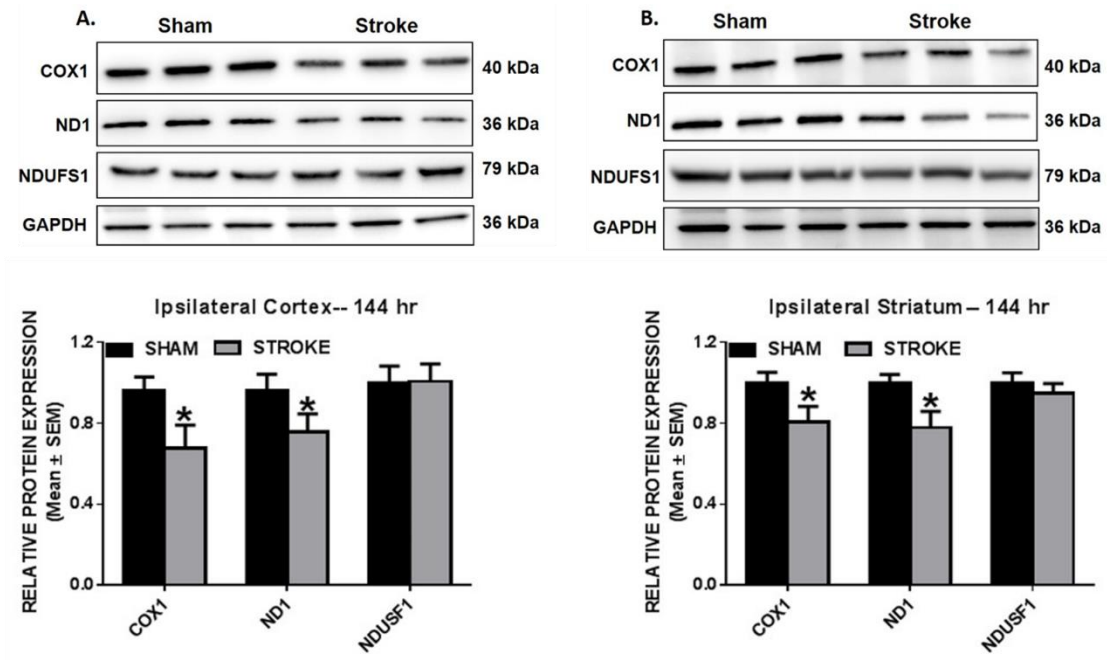 A.
Sham Stroke
COX1 40 kDa
ND1 36 kDa
NDUFS1 79 kDa
GAPDH 36 kDa
B.
Sham Stroke
COX1 40 kDa
ND1 36 kDa
NDUFS1 79 kDa
GAPDH 36 kDa
Ipsilateral Cortex-- 144 hr
RELATIVE PROTEIN EXPRESSION
(Mean ± SEM)
1.2
0.8
0.4
0.0
SHAM STROKE
*
*
COX1
ND1
NDUSF1
Ipsilateral Striatum – 144 hr
RELATIVE PROTEIN EXPRESSION
(Mean ± SEM)
1.2
0.8
0.4
0.0
SHAM STROKE
*
*
COX1
ND1
NDUSF1